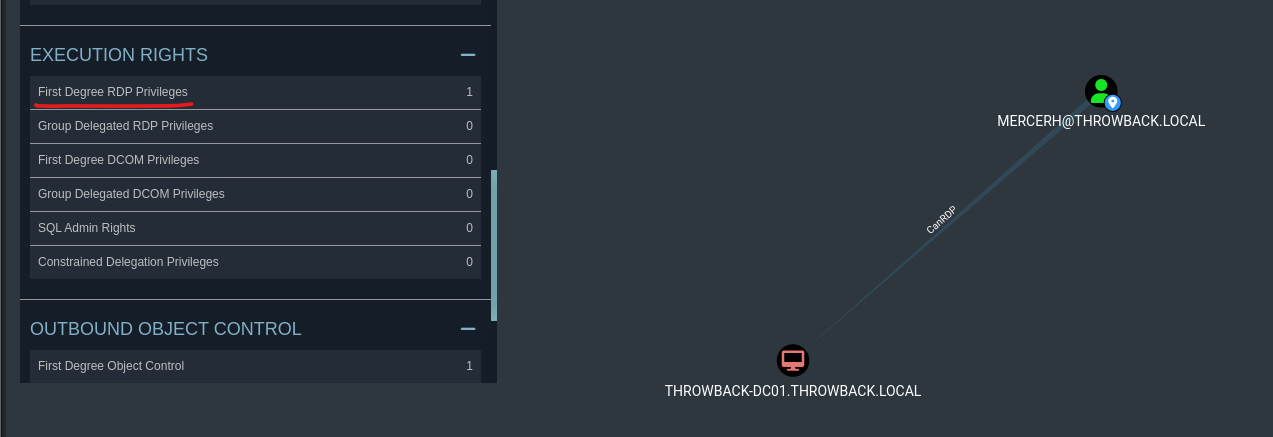 EXECUTION RIGHTS
First Degree RDP Privileges 1
Group Delegated RDP Privileges 0
First Degree DCOM Privileges 0
Group Delegated DCOM Privileges 0
SQL Admin Rights 0
Constrained Delegation Privileges 0
OUTBOUND OBJECT CONTROL
First Degree Object Control 1
MERCERH@THROWBACK.LOCAL
CanRDP
THROWBACK-DC01.THROWBACK.LOCAL